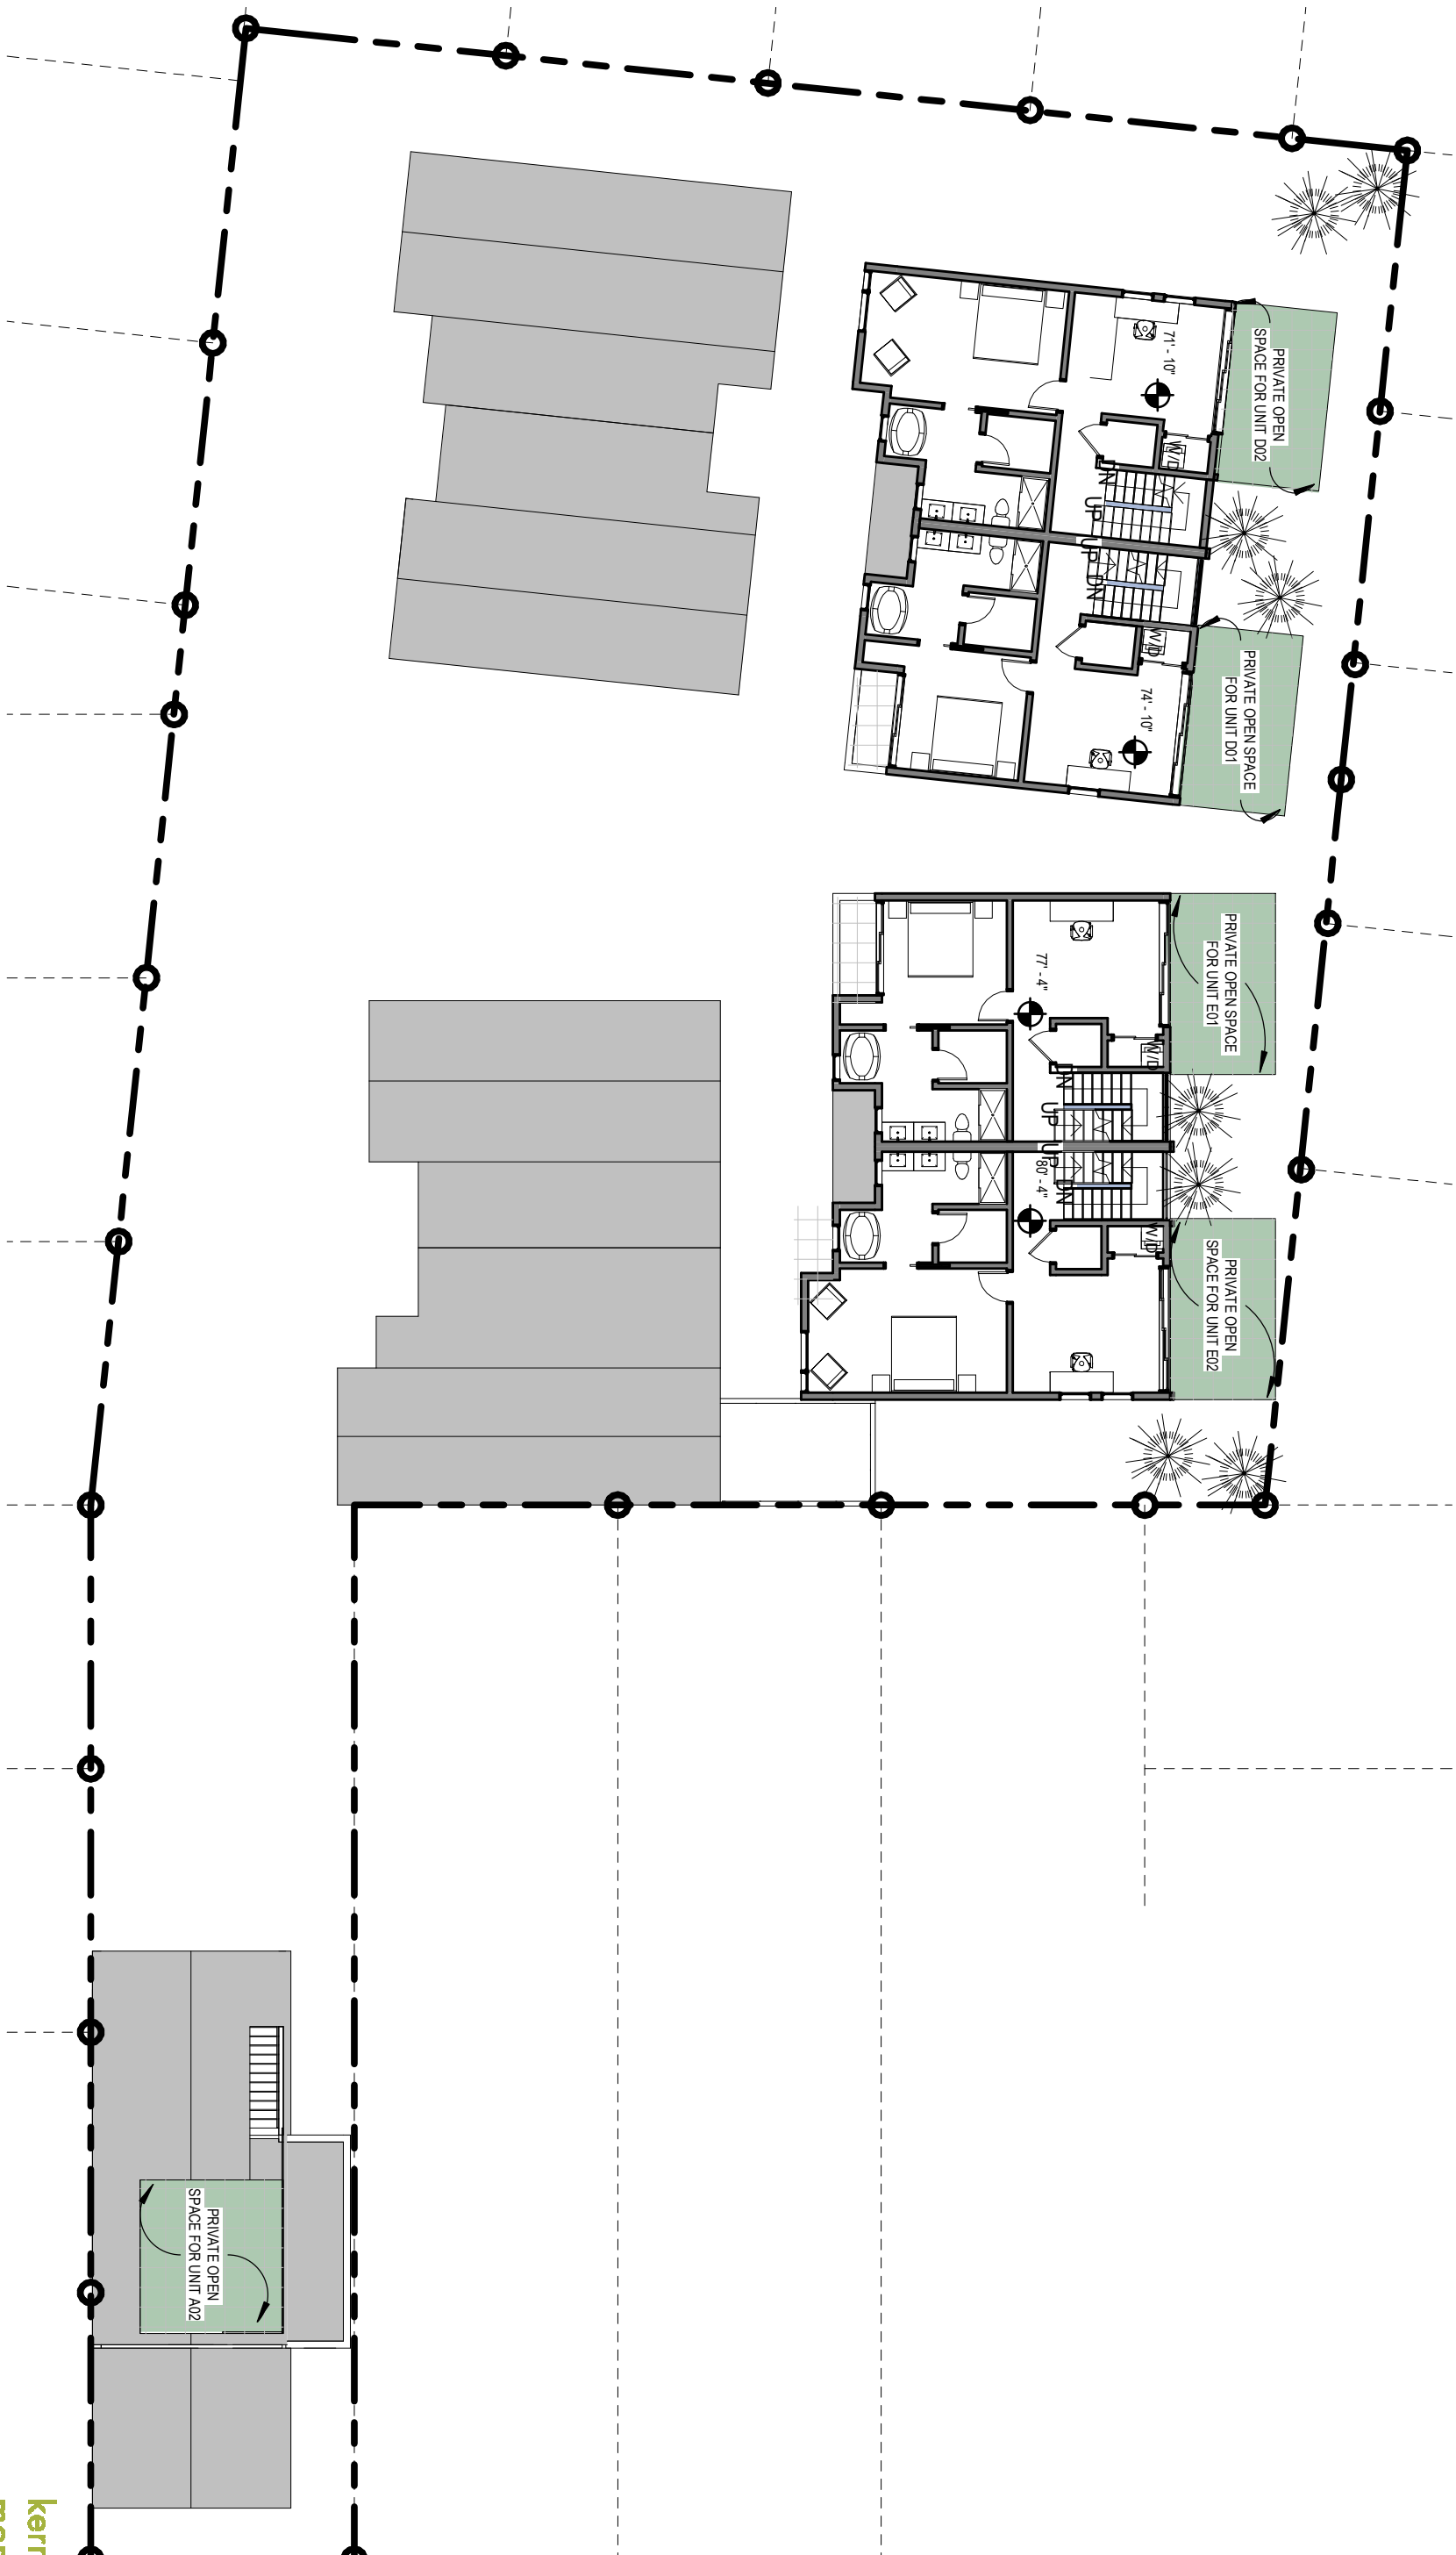 PRIVATE OPEN
SPACE FOR UNIT D02
71' - 10"
W/D
DN
UP
UP
DN
W/D
PRIVATE OPEN SPACE
FOR UNIT D01
74' - 10"
PRIVATE OPEN SPACE
FOR UNIT E01
77' - 4"
W/D
DN
UP
UP
DN
80' - 4"
W/D
PRIVATE OPEN
SPACE FOR UNIT E02
PRIVATE OPEN
SPACE FOR UNIT A02
kerr